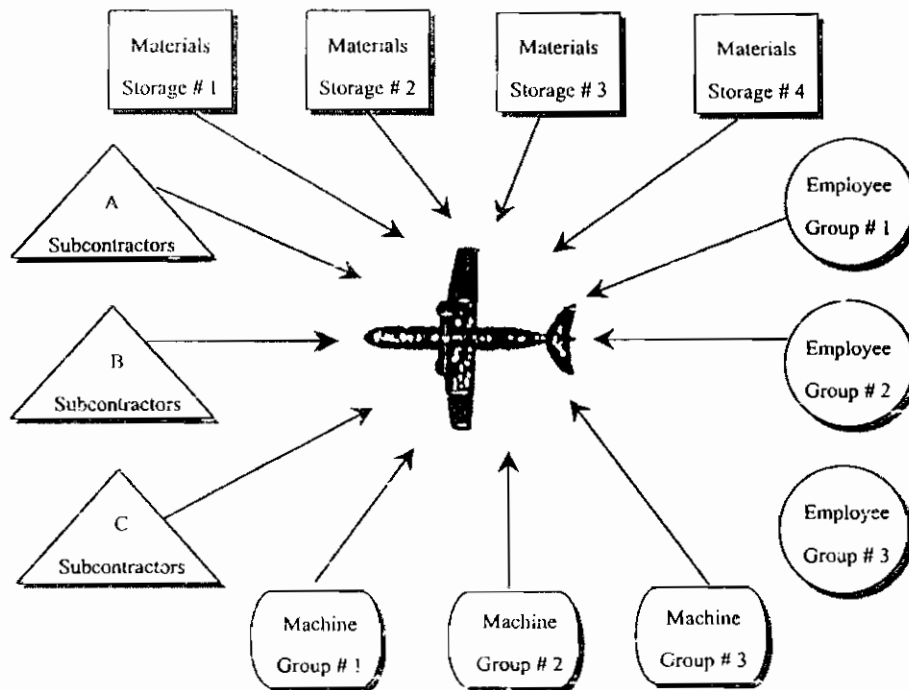 Materials
Storage # 1
Materials
Storage # 2
Materials
Storage # 3
Materials
Storage # 4
A
Subcontractors
Employee
Group # 1
B
Subcontractors
Employee
Group # 2
C
Subcontractors
Employee
Group # 3
Machine
Group # 1
Machine
Group # 2
Machine
Group # 3